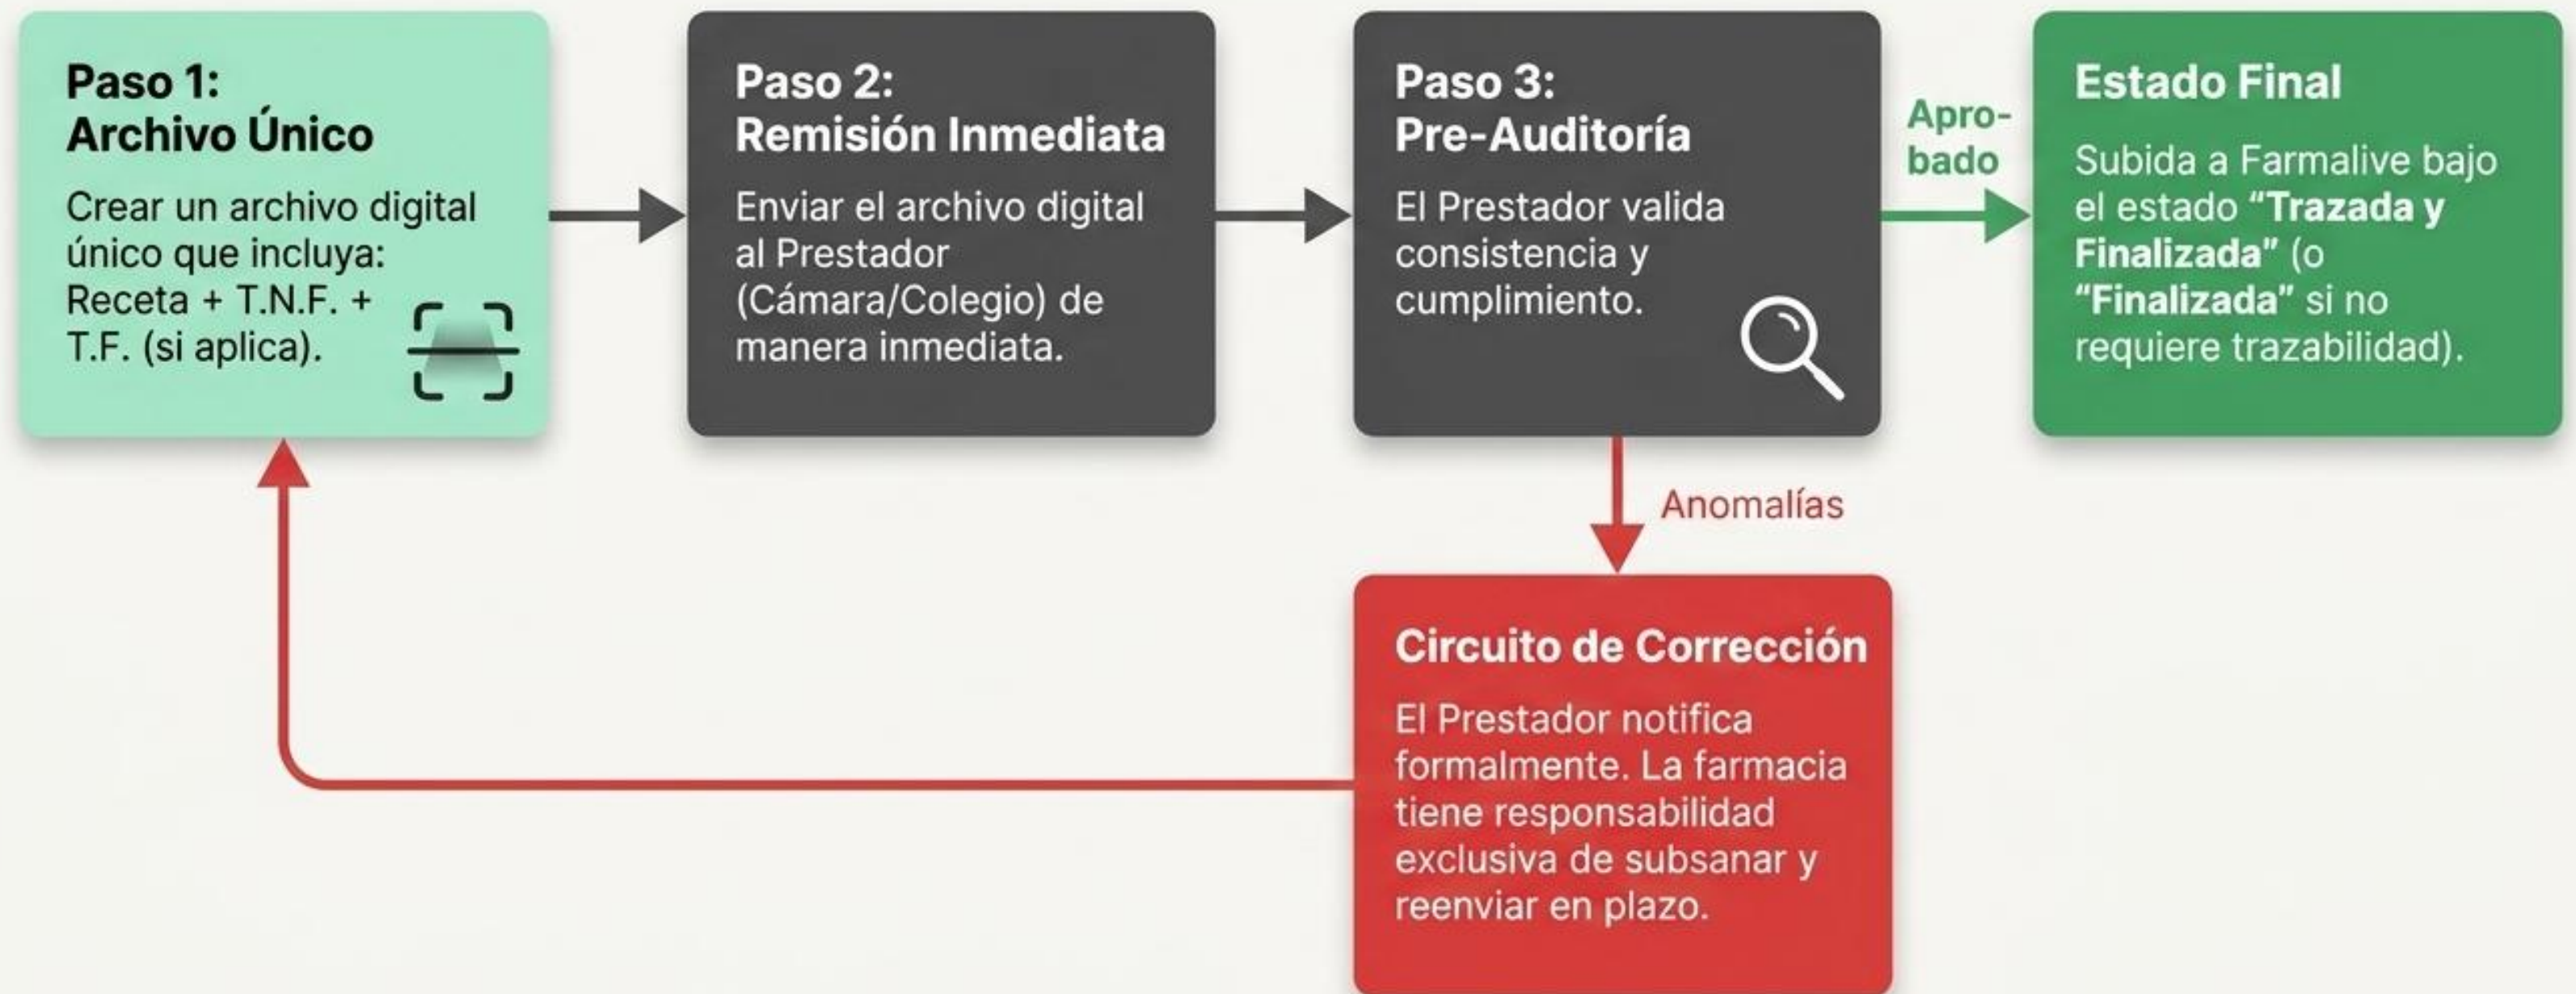 Paso 1:
Archivo Único
Crear un archivo digital
único que incluya:
Receta + T.N.F. +
T.F. (si aplica).
Paso 2:
Remisión Inmediata
Enviar el archivo digital
al Prestador
(Cámara/Colegio) de
manera inmediata.
Paso 3:
Pre-Auditoría
El Prestador valida
consistencia y
cumplimiento.
Apro-
bado
Estado Final
Subida a Farmalive bajo
el estado “Trazada y
Finalizada” (o
“Finalizada” si no
requiere trazabilidad).
Anomalías
Circuito de Corrección
El Prestador notifica
formalmente. La farmacia
tiene responsabilidad
exclusiva de subsanar y
reenviar en plazo.